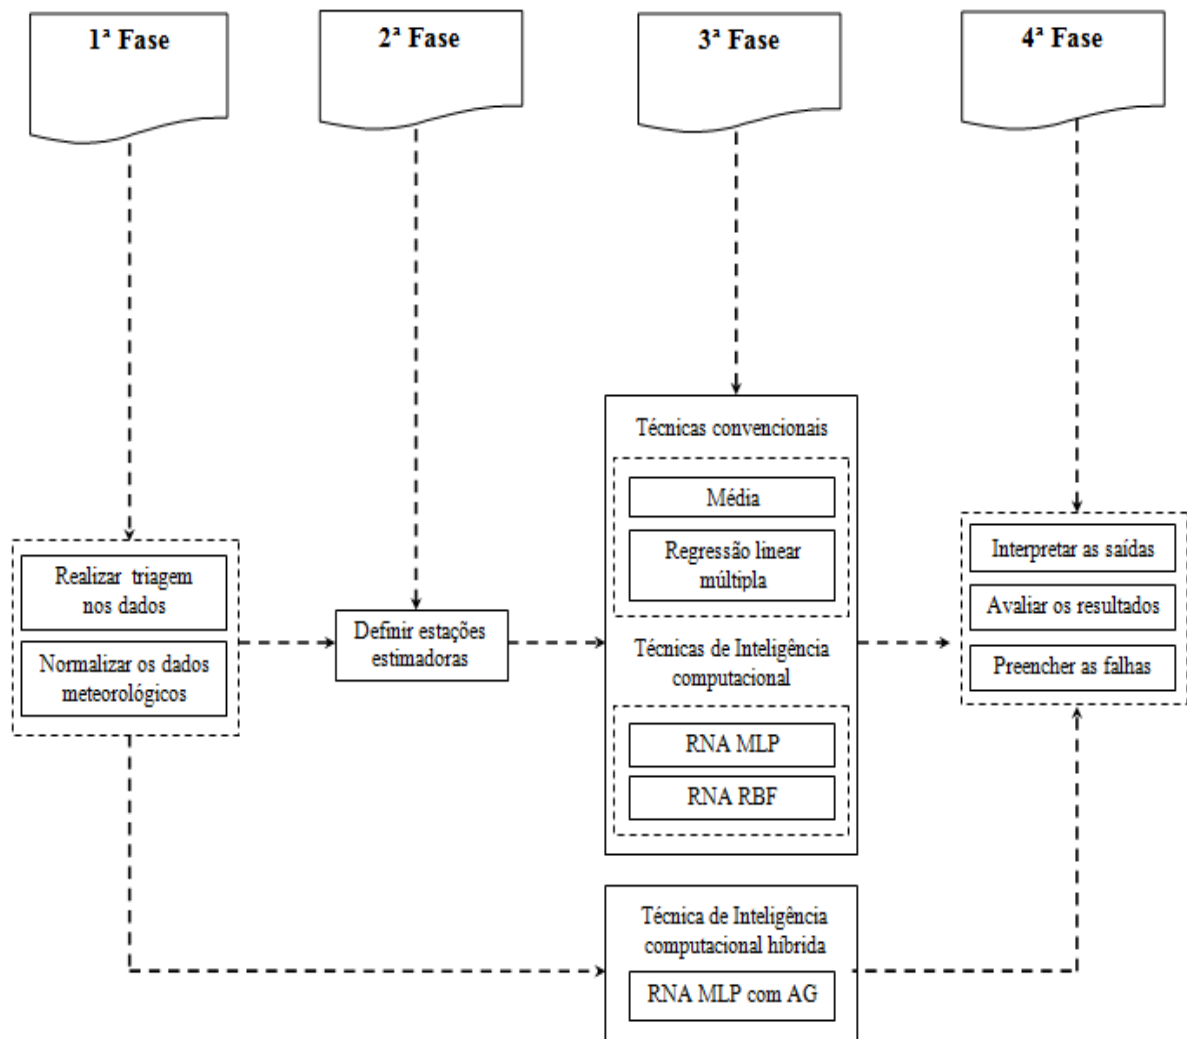 1ª Fase
2ª Fase
3ª Fase
4ª Fase
Realizar triagem
nos dados
Normalizar os dados
meteorológicos
Definir estações
estimadoras
Técnicas convencionais
Média
Regressão linear
múltipla
Técnicas de Inteligência
computacional
RNA MLP
RNA RBF
Técnica de Inteligência
computacional híbrida
RNA MLP com AG
Interpretar as saídas
Avaliar os resultados
Preencher as falhas